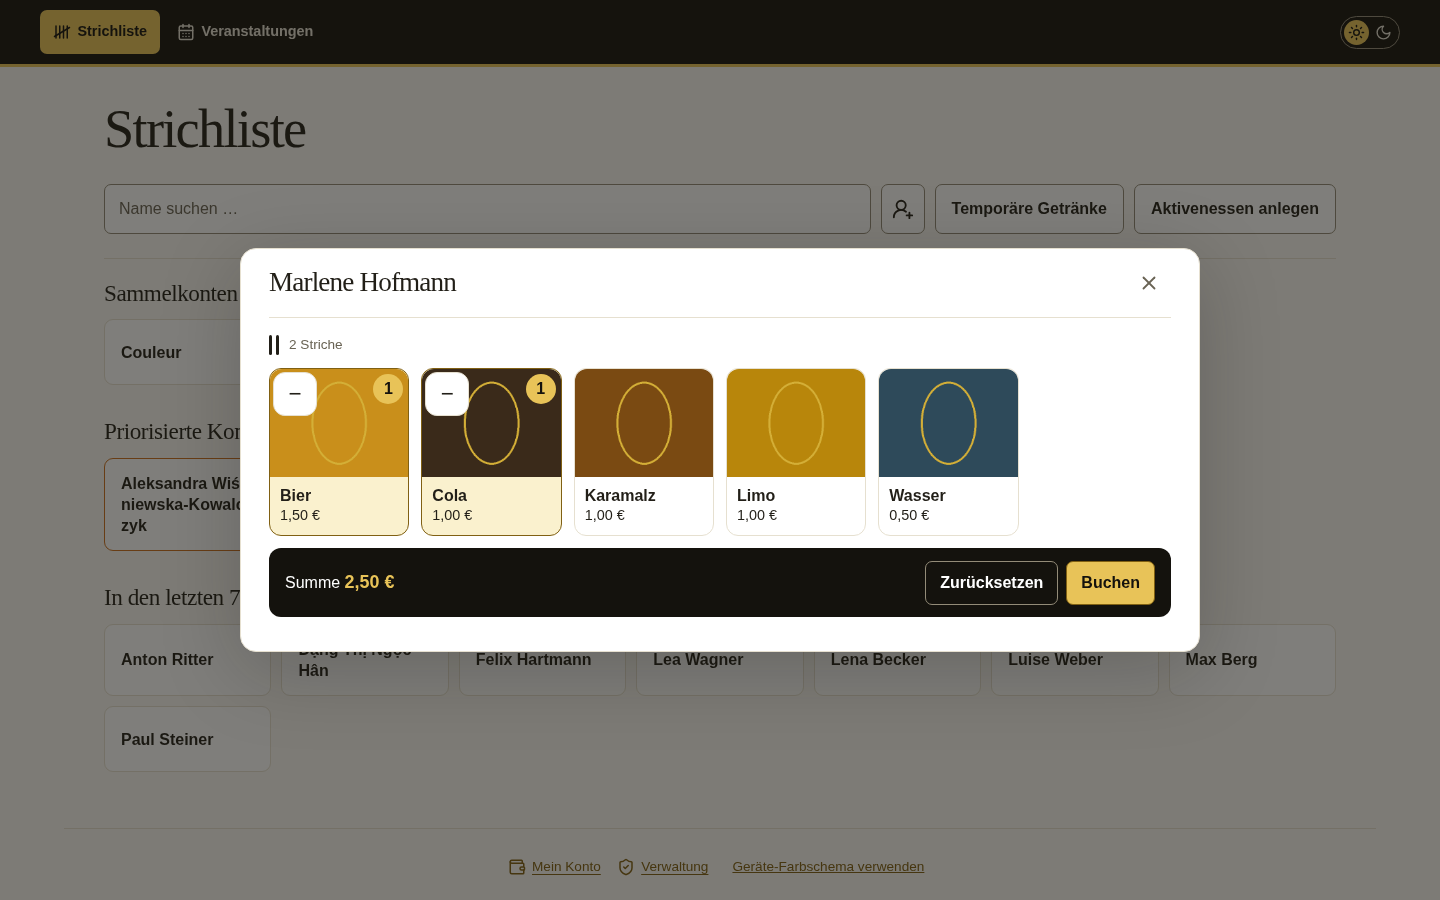 Strichliste
Veranstaltungen
Strichliste
Name suchen …
Temporäre Getränke
Aktivenessen anlegen
Marlene Hofmann
Sammelkonten
2 Striche
Couleur
1
1
Priorisierte
Aleksandra
niewska-
zyk
Bier
Cola
Karamalz
Limo
Wasser
1,50 €
1,00 €
1,00 €
1,00 €
0,50 €
Summe 2,50 €
Zurücksetzen
Buchen
In den letzten 7
Anton Ritter
Hân
Felix Hartmann
Lea Wagner
Lena Becker
Luise Weber
Max Berg
Paul Steiner
Mein Konto
Verwaltung
Geräte-Farbschema verwenden